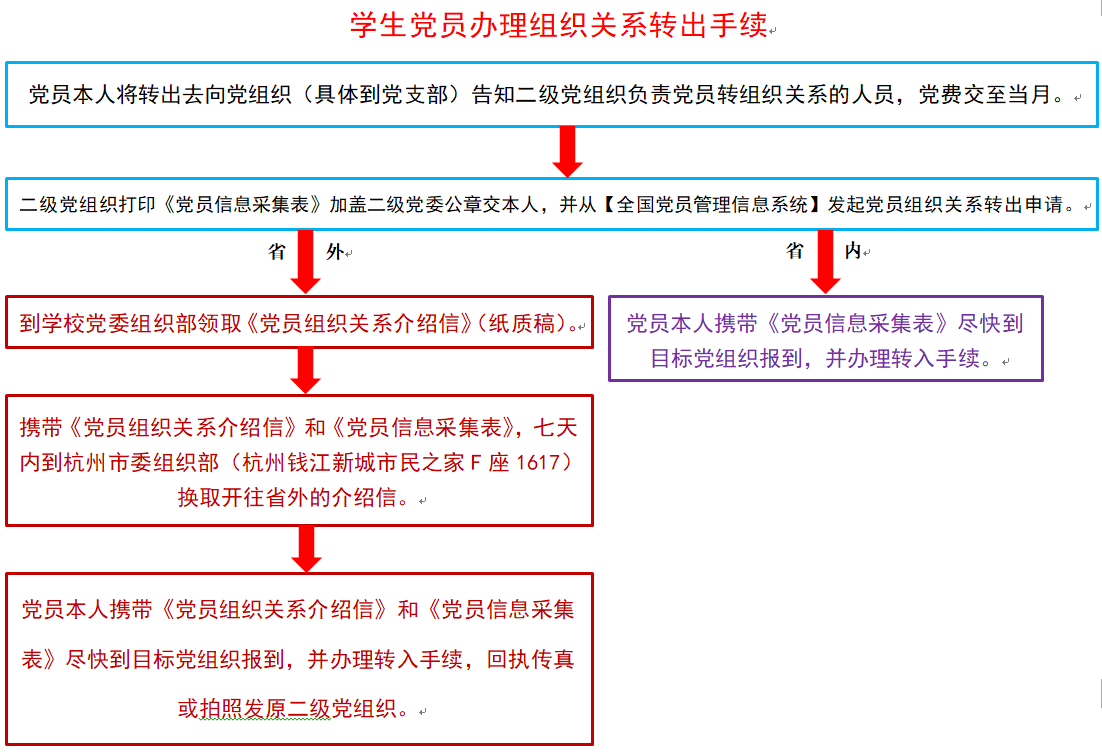 学生党员办理组织关系转出手续
党员本人将转出去向党组织（具体到党支部）告知二级党组织负责党员转组织关系的人员，党费交至当月。
二级党组织打印《党员信息采集表》加盖二级党委公章交本人，并从【全国党员管理信息系统】发起党员组织关系转出申请。
省 外
省 内
到学校党委组织部领取《党员组织关系介绍信》（纸质稿）。
党员本人携带《党员信息采集表》尽快到
目标党组织报到，并办理转入手续。
携带《党员组织关系介绍信》和《党员信息采集表》，七天
内到杭州市委组织部（杭州钱江新城市民之家 F 座 1617）
换取开往省外的介绍信。
党员本人携带《党员组织关系介绍信》和《党员信息采集
表》尽快到目标党组织报到，并办理转入手续，回执传真
或拍照发原二级党组织。